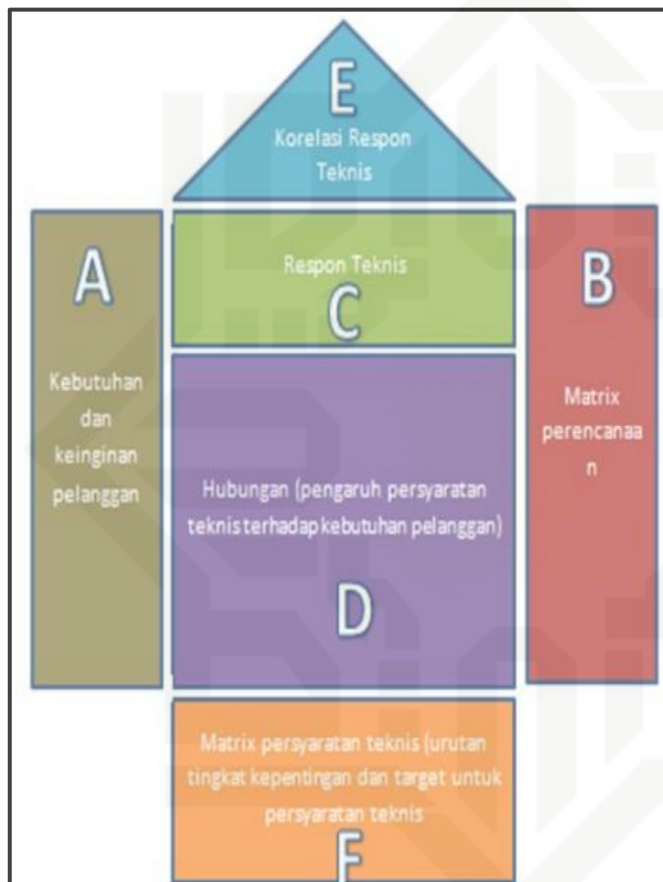 E
Korelasi Respon
Teknis
A
Kebutuhan
dan
keinginan
pelanggan
Respon Teknis
C
B
Matrix
perencanaa
n
Hubungan (pengaruh persyaratan
teknis terhadap kebutuhan pelanggan)
D
Matrix persyaratan teknis (urutan
tingkat kepentingan dan target untuk
persyaratan teknis
F